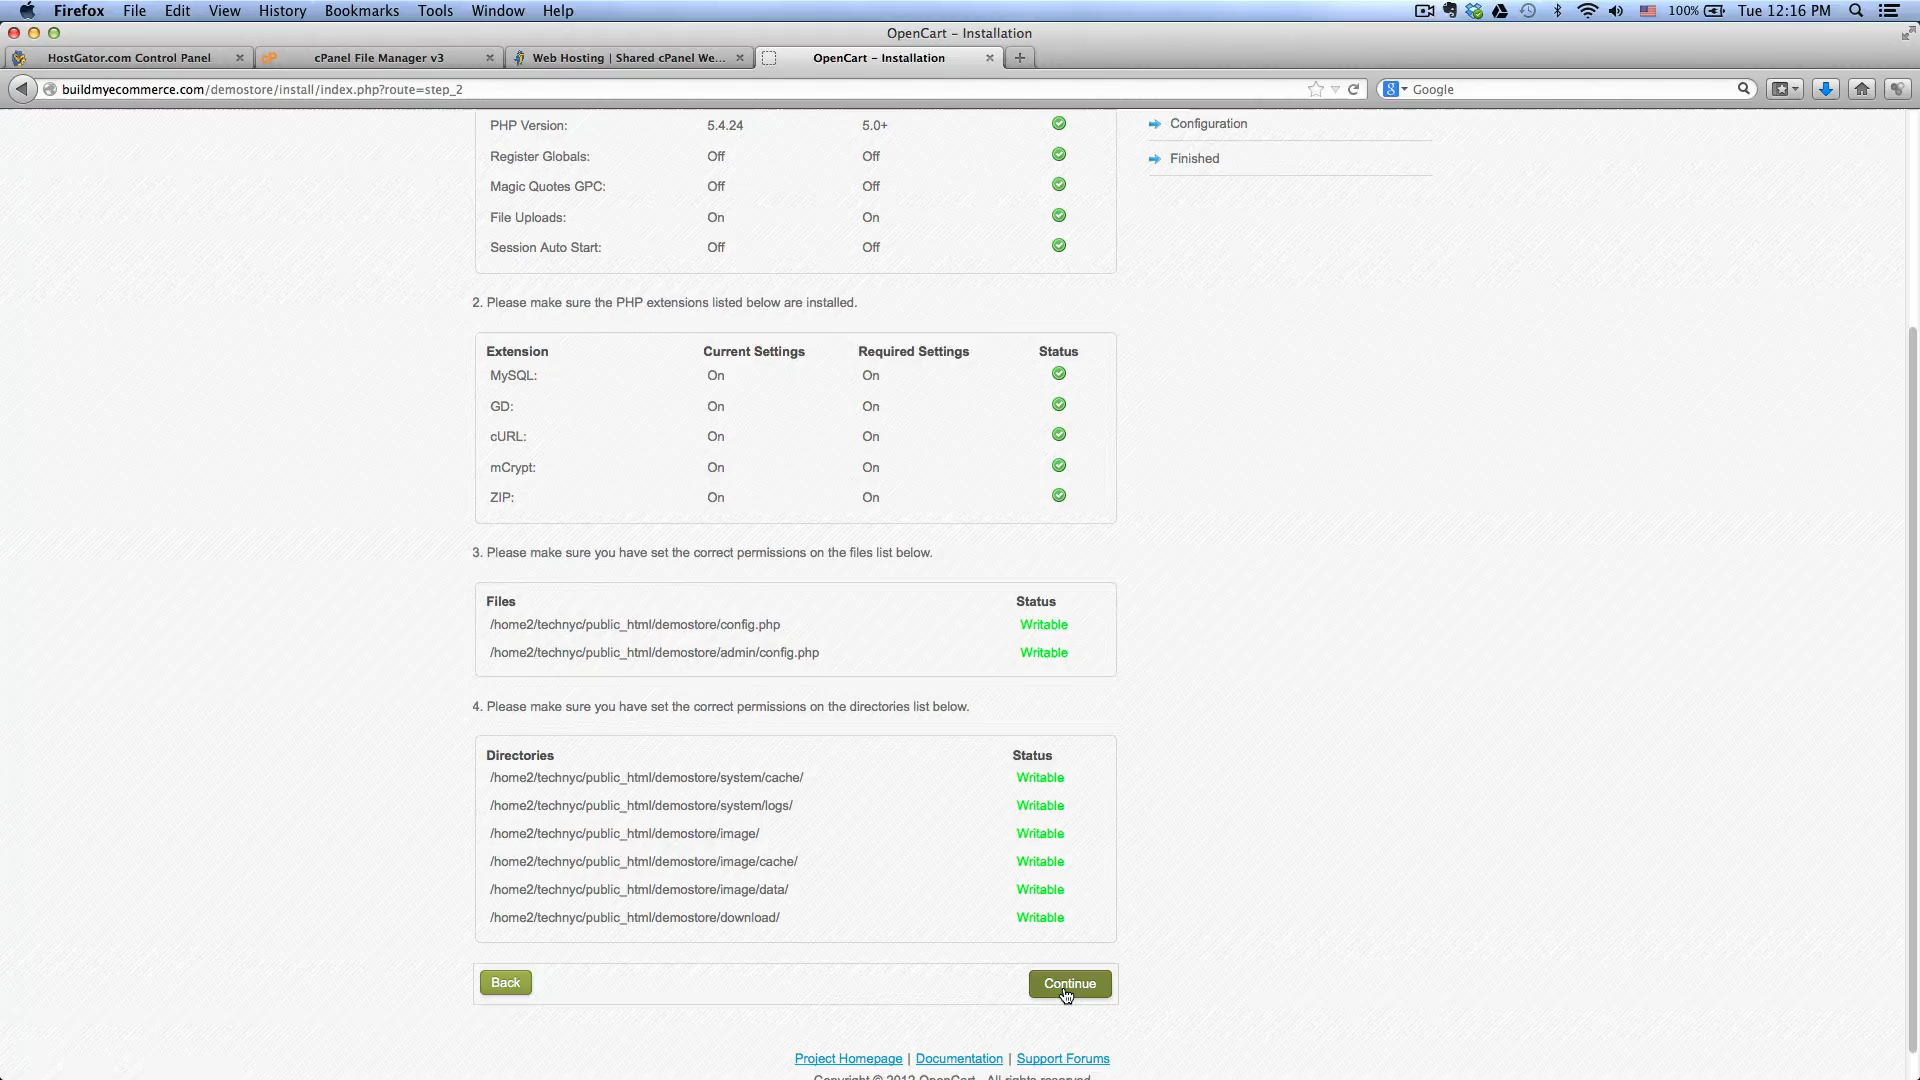 Firefox File Edit View History Bookmarks Tools Window Help 100% Tue 12:16 PM
OpenCart – Installation
HostGator.com Control Panel cPanel File Manager v3 Web Hosting | Shared cPanel We... OpenCart – Installation
buildmyecommerce.com/demostore/install/index.php?route=step_2 Google
PHP Version: 5.4.24 5.0+
Configuration
Register Globals: Off Off
Finished
Magic Quotes GPC: Off Off
File Uploads: On On
Session Auto Start: Off Off
2. Please make sure the PHP extensions listed below are installed.
Extension Current Settings Required Settings Status
MySQL: On On
GD: On On
cURL: On On
mCrypt: On On
ZIP: On On
3. Please make sure you have set the correct permissions on the files list below.
Files Status
/home2/technyc/public_html/demostore/config.php Writable
/home2/technyc/public_html/demostore/admin/config.php Writable
4. Please make sure you have set the correct permissions on the directories list below.
Directories Status
/home2/technyc/public_html/demostore/system/cache/ Writable
/home2/technyc/public_html/demostore/system/logs/ Writable
/home2/technyc/public_html/demostore/image/ Writable
/home2/technyc/public_html/demostore/image/cache/ Writable
/home2/technyc/public_html/demostore/image/data/ Writable
/home2/technyc/public_html/demostore/download/ Writable
Back Continue
Project Homepage | Documentation | Support Forums
Copyright © 2012 OpenCart - All rights reserved